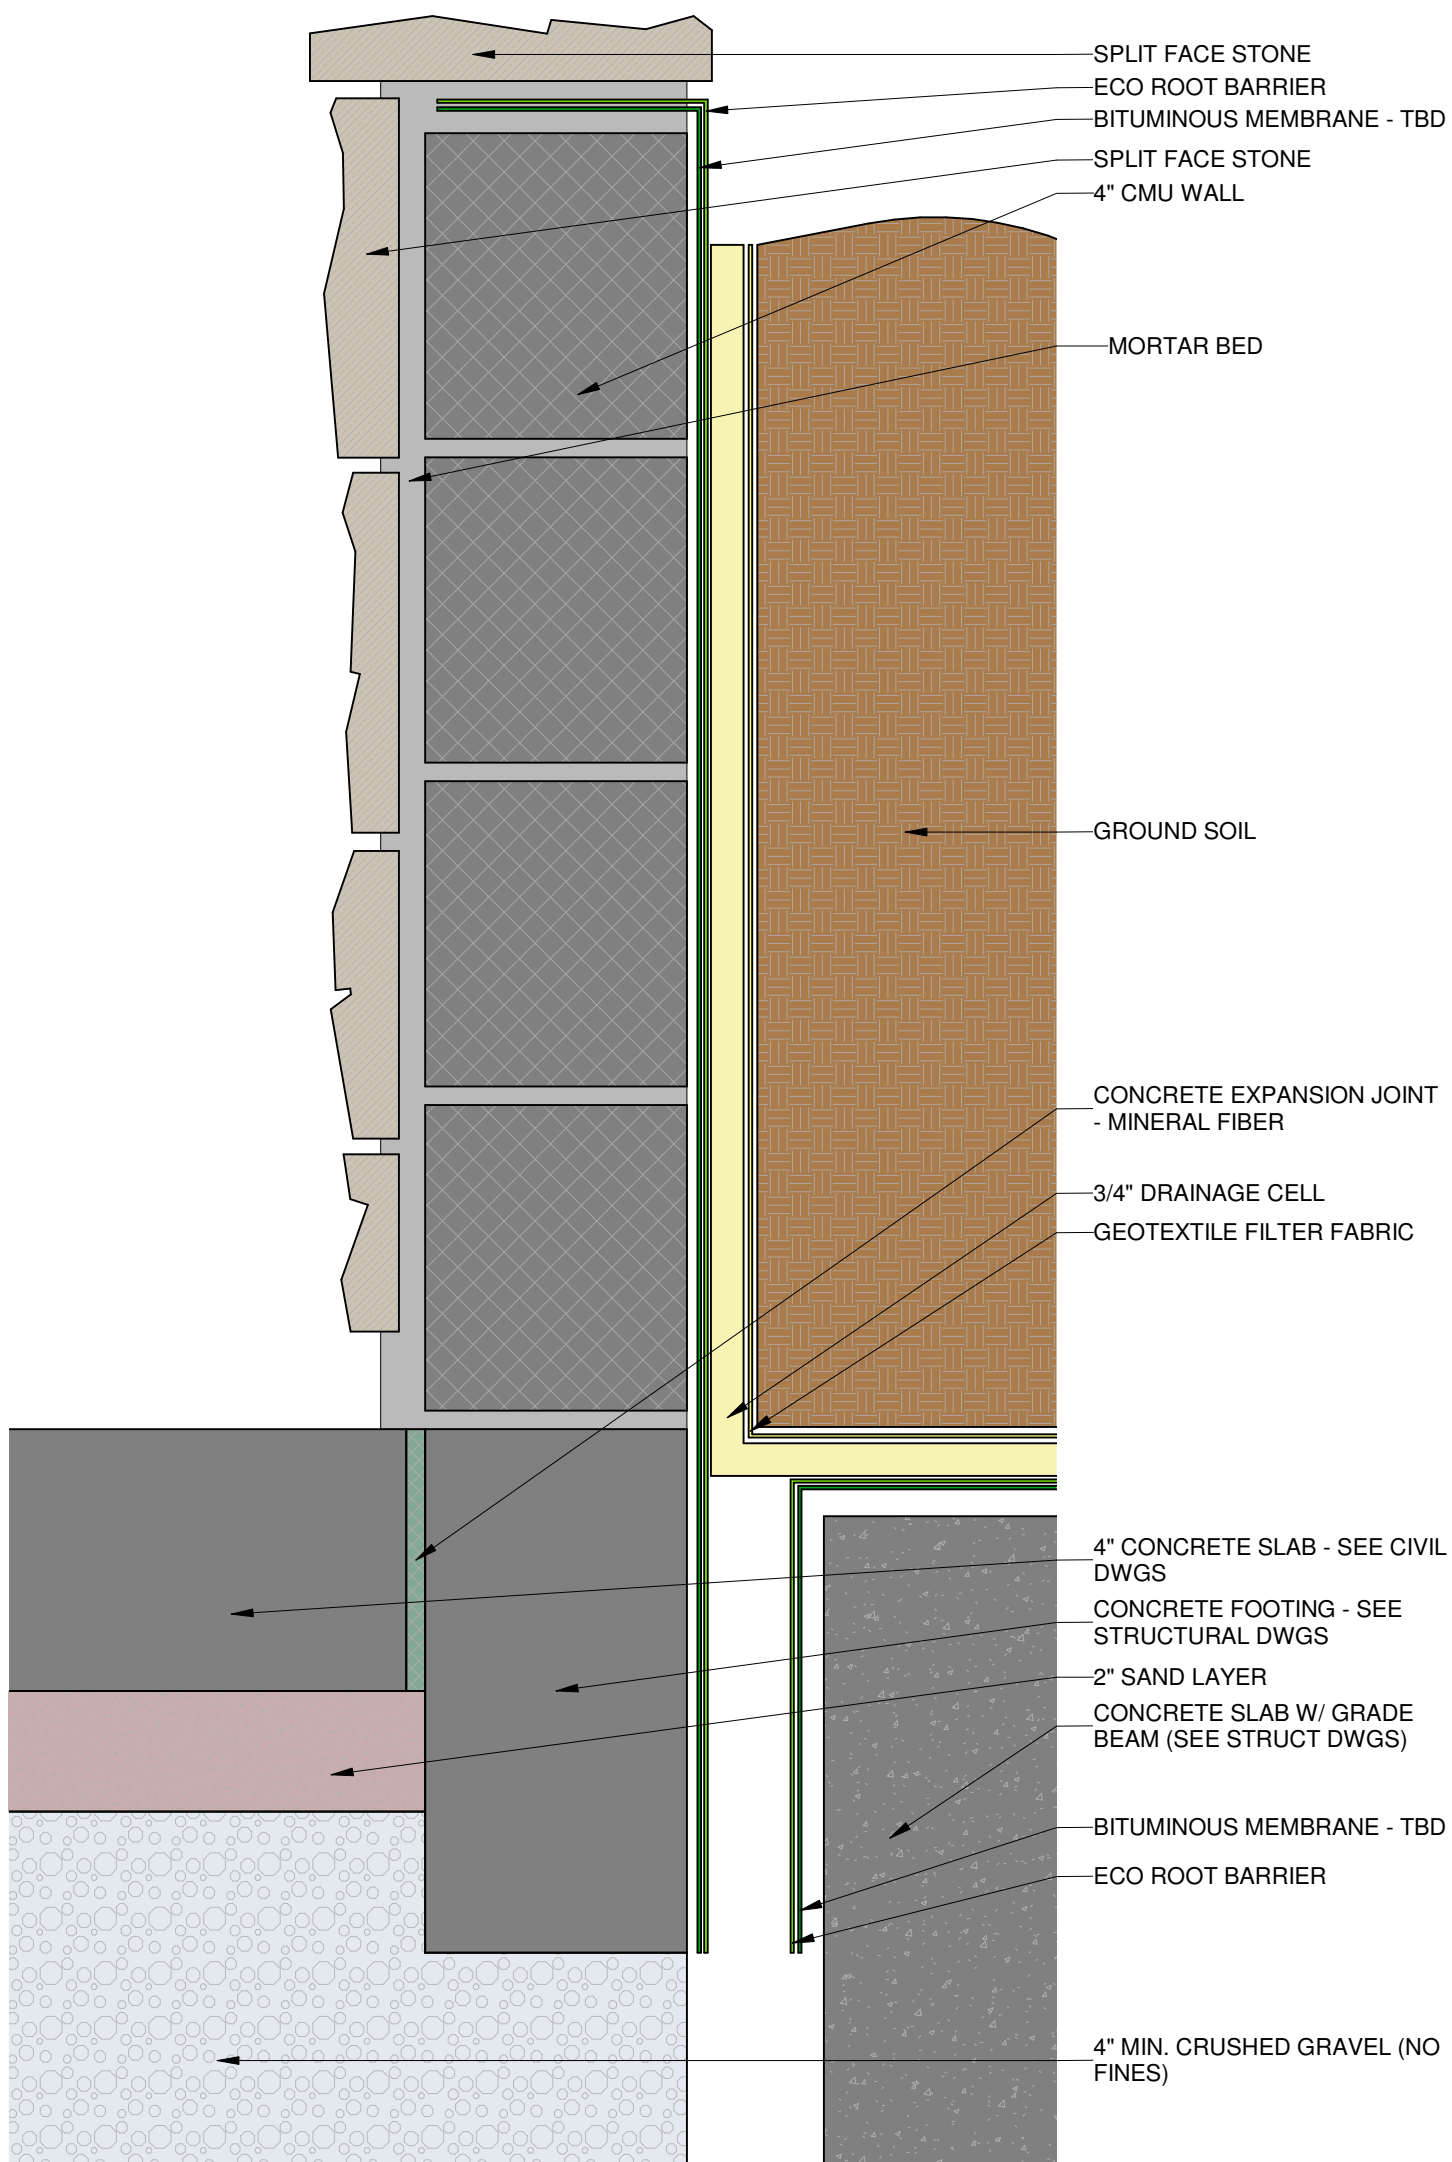 SPLIT FACE STONE
ECO ROOT BARRIER
BITUMINOUS MEMBRANE - TBD
SPLIT FACE STONE
4" CMU WALL
MORTAR BED
GROUND SOIL
CONCRETE EXPANSION JOINT
- MINERAL FIBER
3/4" DRAINAGE CELL
GEOTEXTILE FILTER FABRIC
4" CONCRETE SLAB - SEE CIVIL
DWGS
CONCRETE FOOTING - SEE
STRUCTURAL DWGS
2" SAND LAYER
CONCRETE SLAB W/ GRADE
BEAM (SEE STRUCT DWGS)
BITUMINOUS MEMBRANE - TBD
ECO ROOT BARRIER
4" MIN. CRUSHED GRAVEL (NO
FINES)